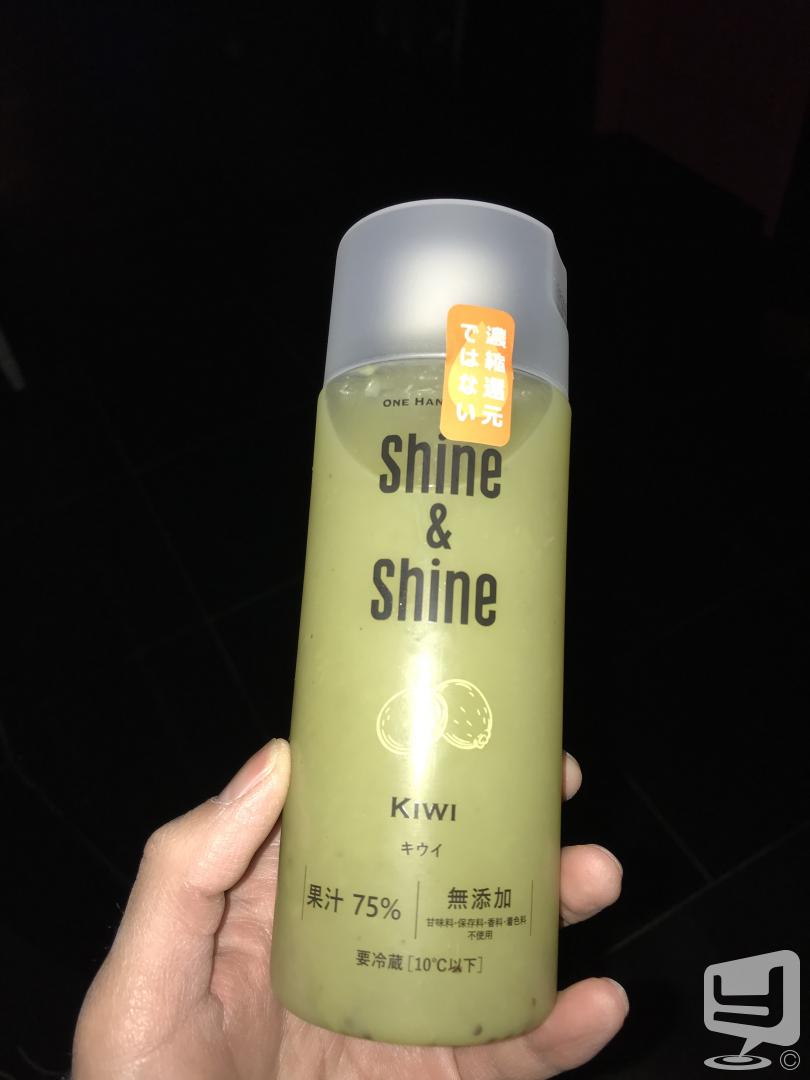 濃縮還元
ではない
ONE HAN
Shine
&
Shine
KIWI
キウイ
果汁 75%
無添加
甘味料・保存料・香料・着色料
不使用
要冷蔵[10℃以下]